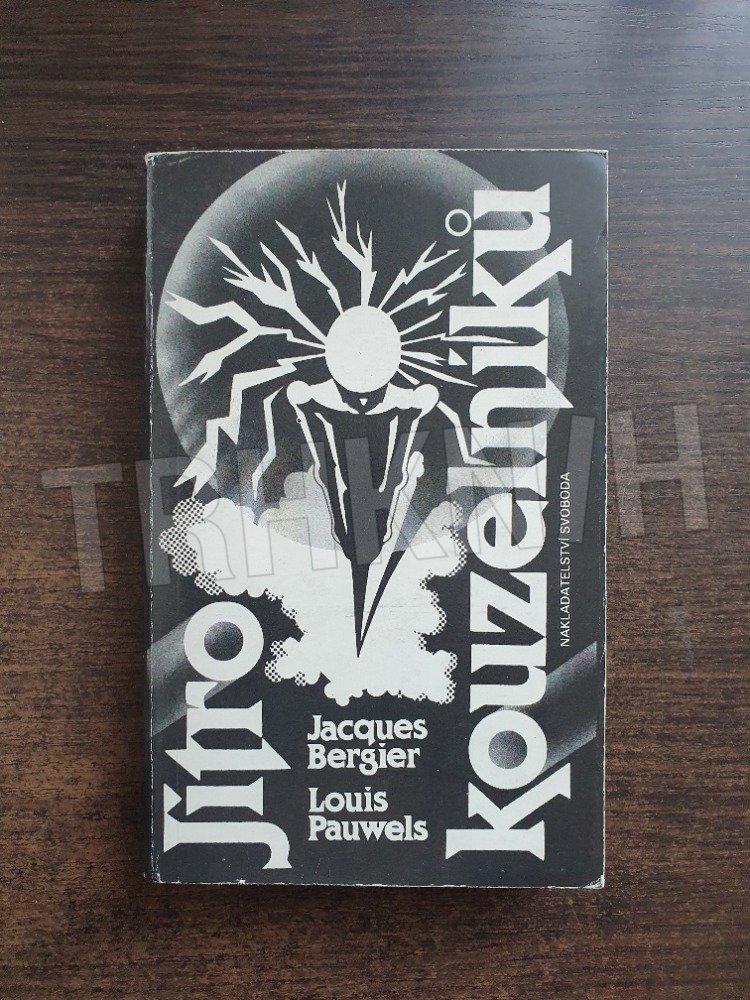 Jitro
kouzelníků
Jacques
Bergier
Louis
Pauwels
NAKLADATELSTVÍ SVOBODA
TRHKNIH